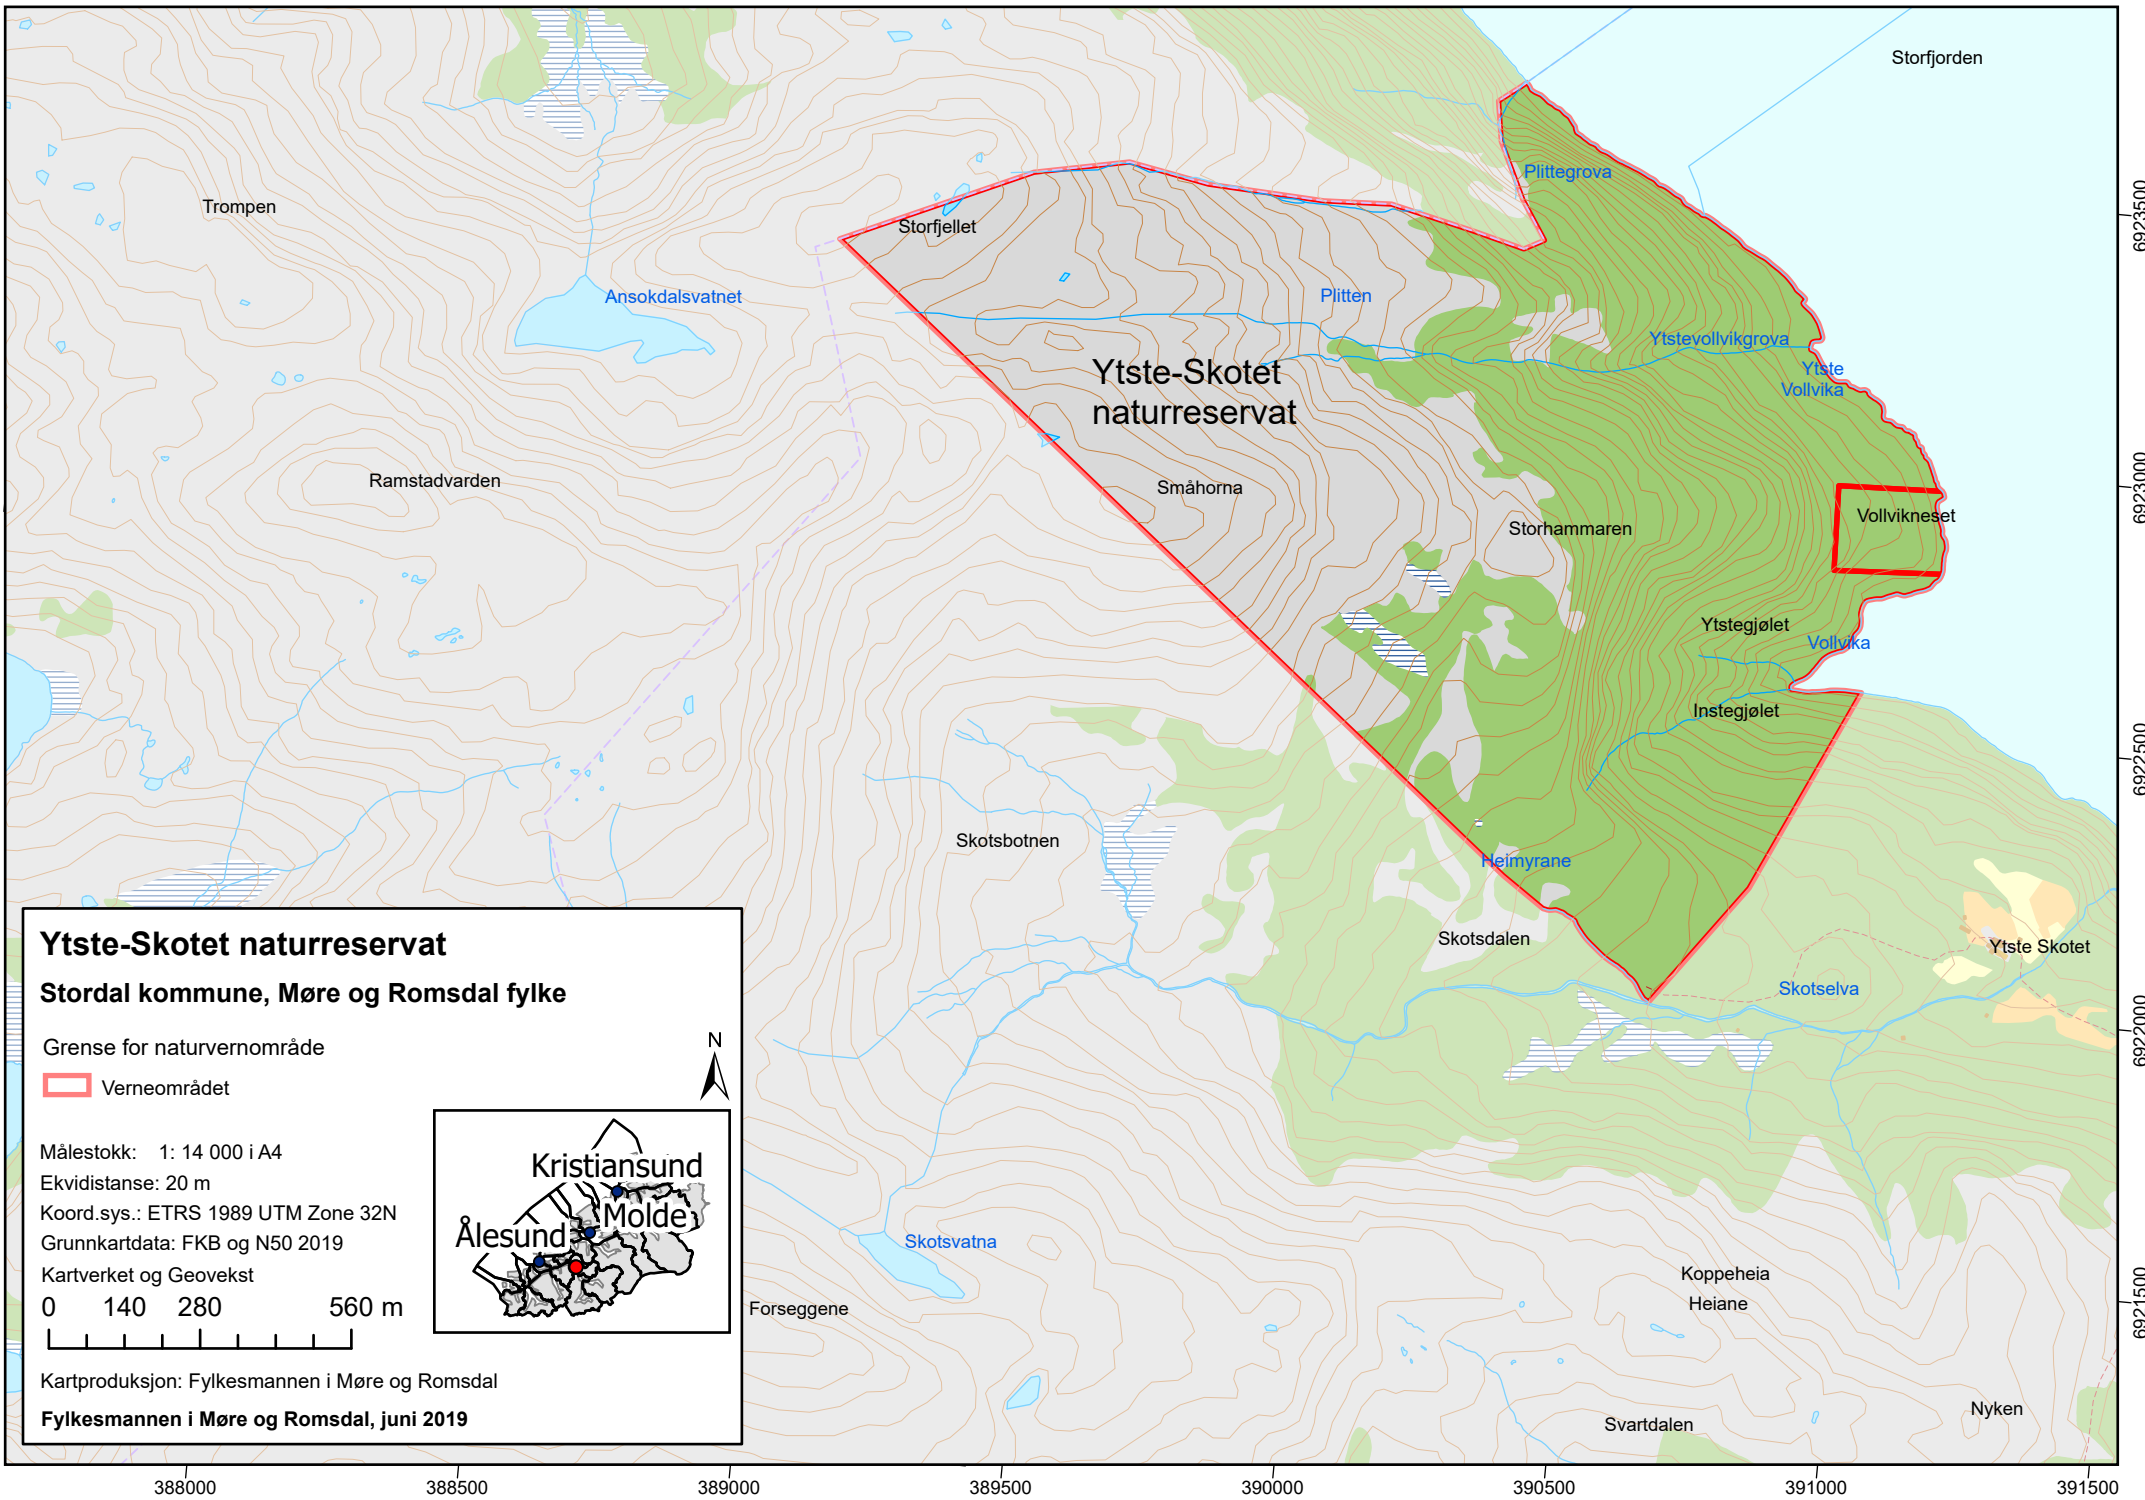 Storfjorden
Plittegrova
Trompen
Storfjellet
Ansokdalsvatnet
Plitten
Ytstevollvikgrova
Ytste
Vollvika
Ytste-Skotet
naturreservat
Ramstadvarden
Småhorna
Storhammaren
Vollvikneset
Ytstegjølet
Vollvika
Instegjølet
Skotsbotnen
Heimyrane
Skotsdalen
Ytste Skotet
Skotselva
Skotsvatna
Forseggene
Koppeheia
Heiane
Svartdalen
Nyken
Ytste-Skotet naturreservat
Stordal kommune, Møre og Romsdal fylke
Grense for naturvernområde
Verneområdet
N
Målestokk: 1: 14 000 i A4
Ekvidistanse: 20 m
Koord.sys.: ETRS 1989 UTM Zone 32N
Grunnkartdata: FKB og N50 2019
Kartverket og Geovekst
0 140 280 560 m
Kristiansund
Molde
Ålesund
Kartproduksjon: Fylkesmannen i Møre og Romsdal
Fylkesmannen i Møre og Romsdal, juni 2019
6923500
6923000
6922500
6922000
6921500
388000 388500 389000 389500 390000 390500 391000 391500